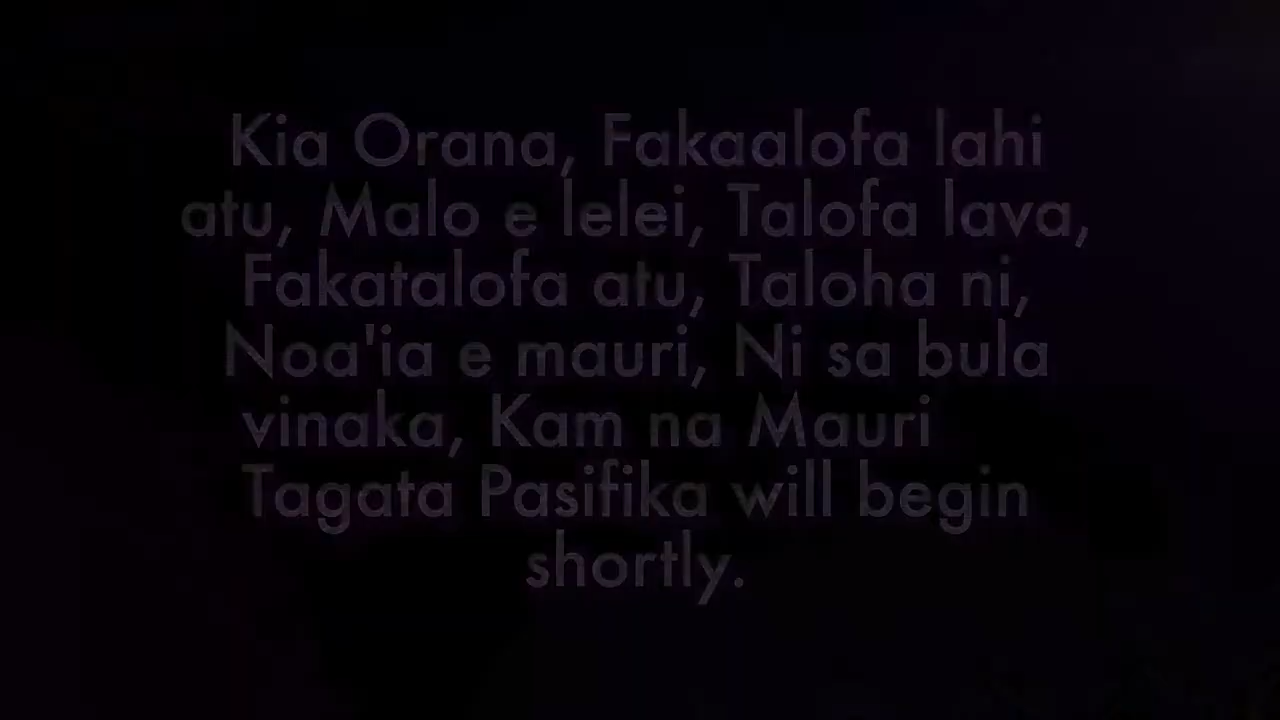 Kia Orana, Fakaalofa lahi
atu, Malo e lelei, Talofa lava,
Fakatalofa atu, Taloha ni,
Noa'ia e mauri, Ni sa bula
vinaka, Kam na Mauri
Tagata Pasifika will begin
shortly.